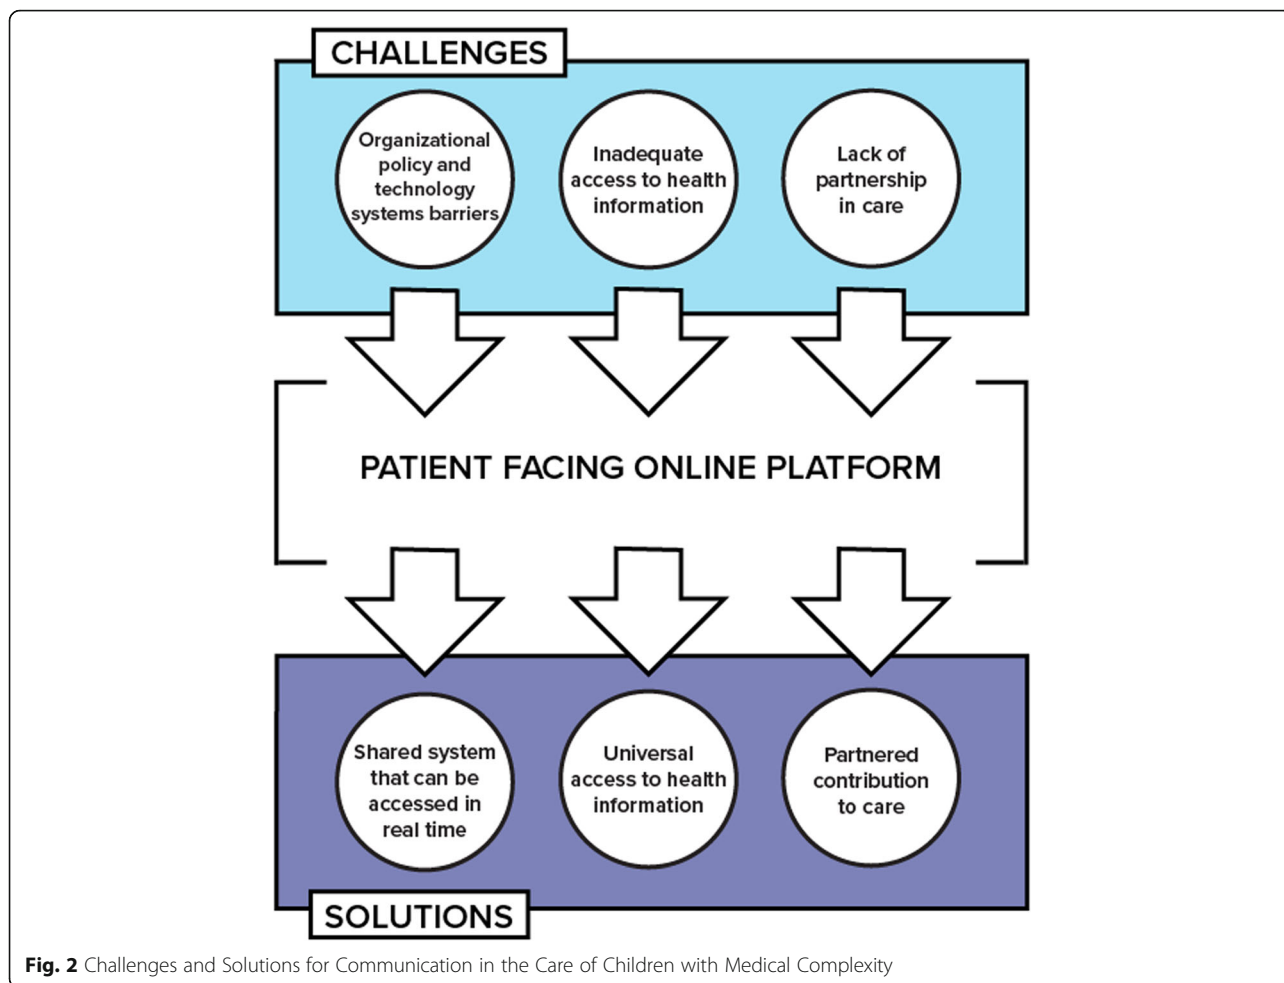 CHALLENGES
Organizational
policy and
technology
systems barriers
Inadequate
access to health
information
Lack of
partnership
in care
PATIENT FACING ONLINE PLATFORM
Shared system
that can be
accessed in
real time
Universal
access to health
information
Partnered
contribution
to care
SOLUTIONS
Fig. 2 Challenges and Solutions for Communication in the Care of Children with Medical Complexity